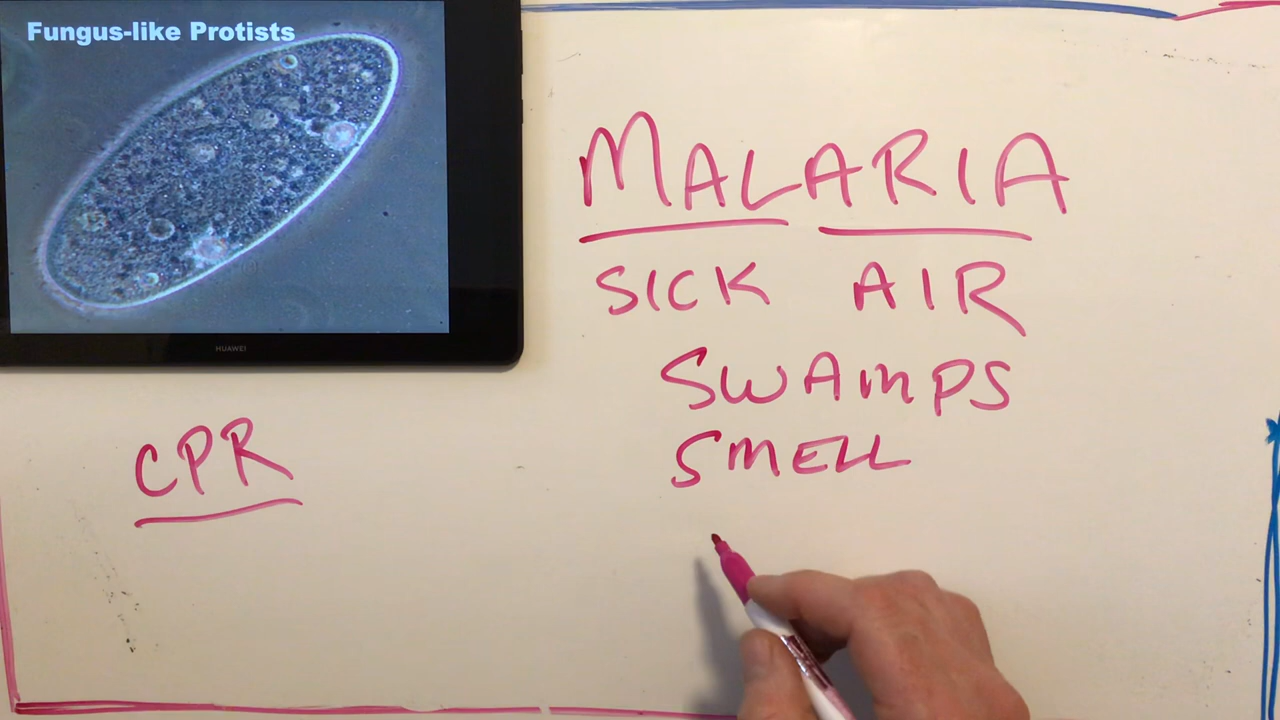 Fungus-like Protists
HUAWEI
MALARIA
SICK AIR
SWAmPS
SmELL
CPR